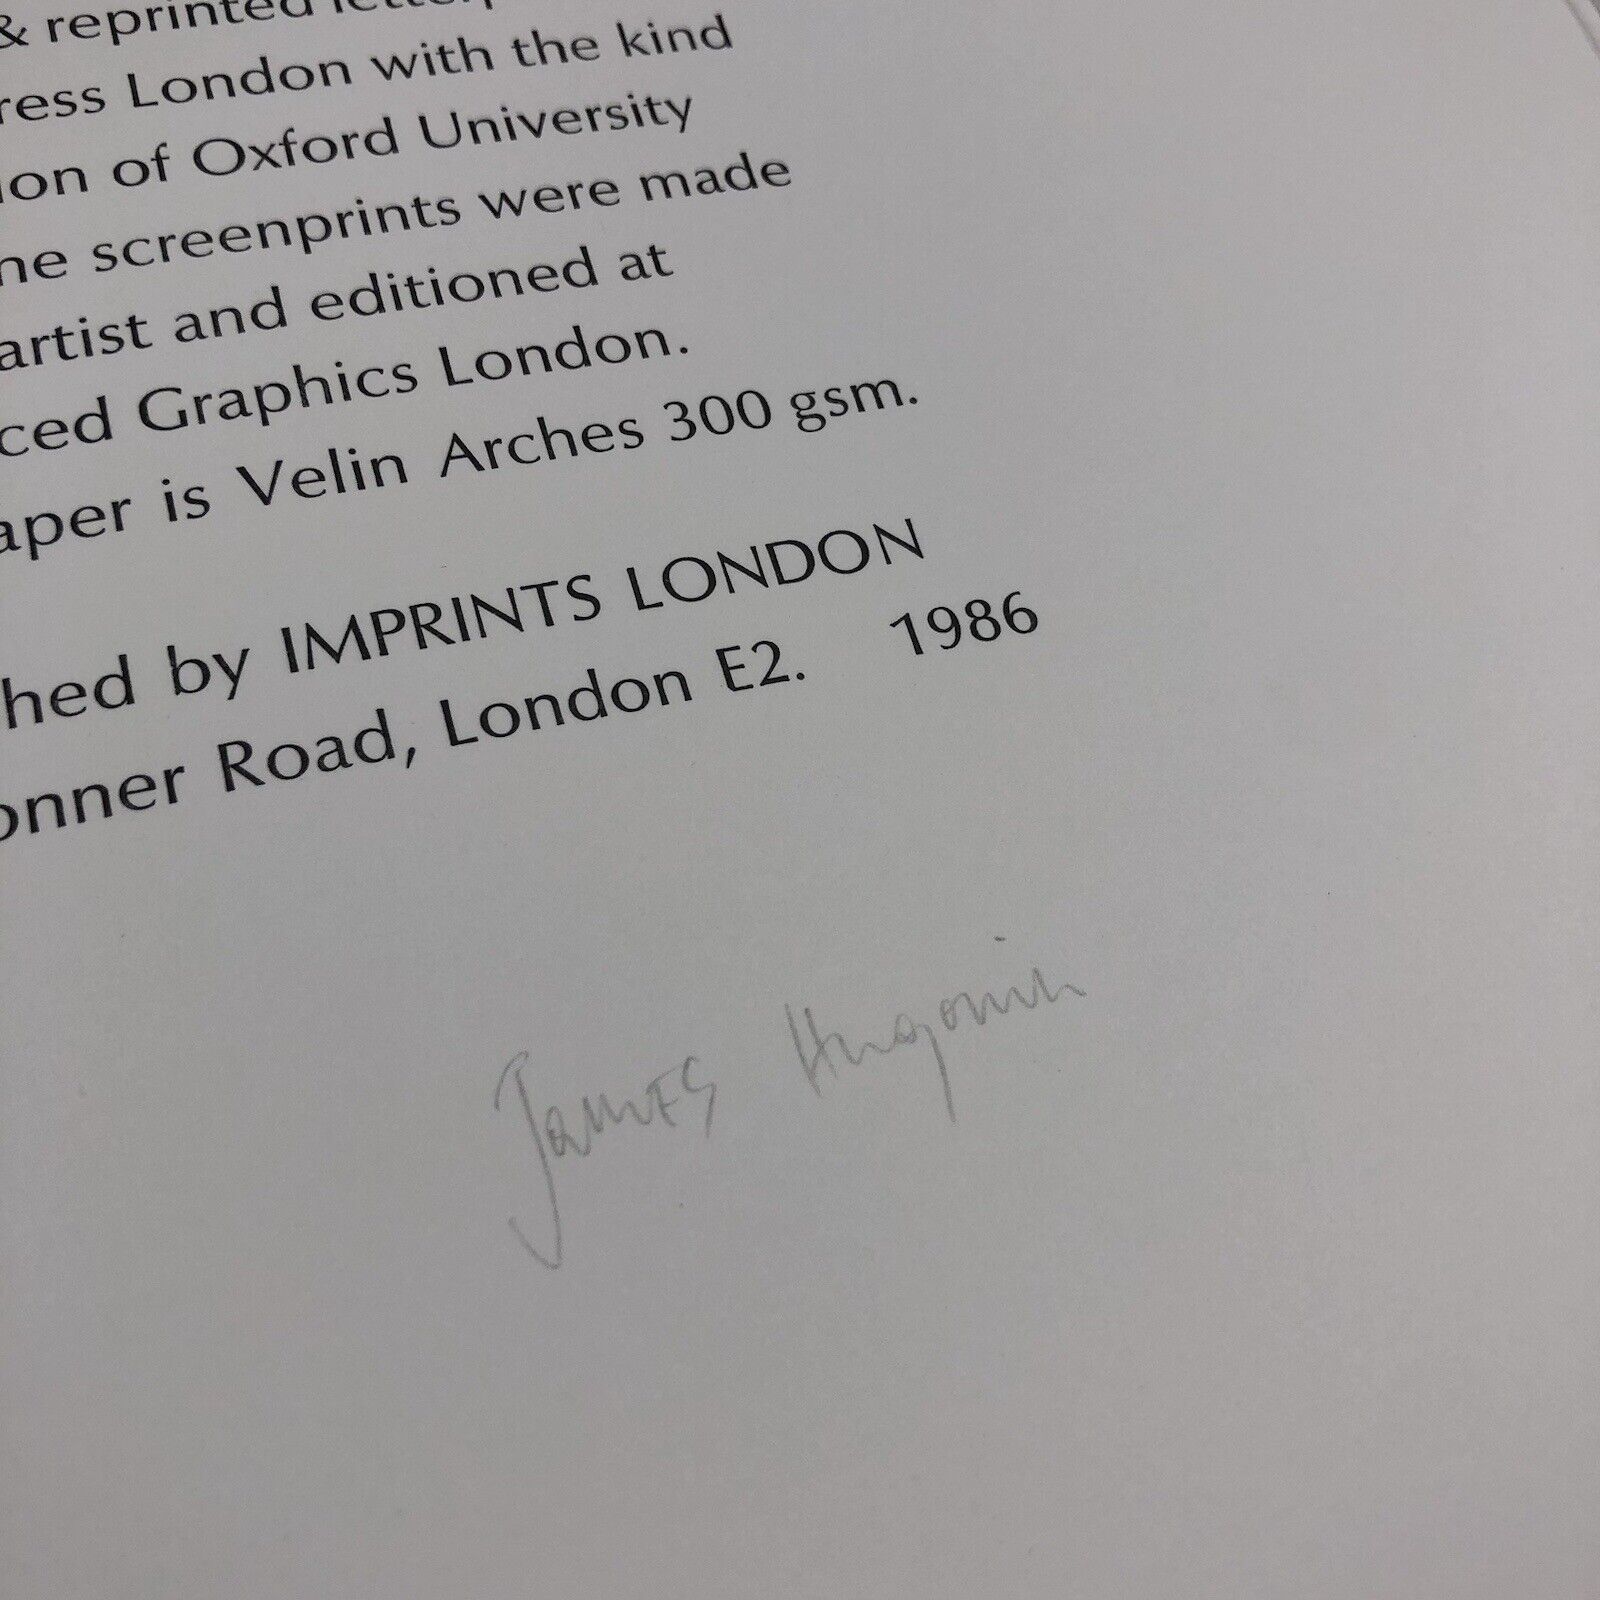 & reprinted
ress London with the kind
ion of Oxford University
ne screenprints were made
artist and editioned at
ced Graphics London.
aper is Velin Arches 300 gsm.
hed by IMPRINTS LONDON
onner Road, London E2. 1986
James Hugonin